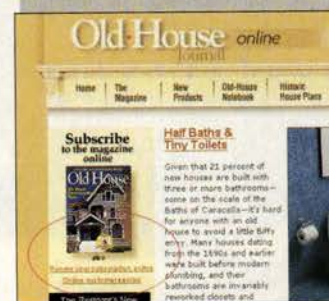 Old-House online
Journal
Home
The Magazine
New Products
Old-House Notebook
Historic House Plans
Subscribe
to the magazine
online
Old House
Half Baths &
Tiny Toilets
Given that 21 percent of
new houses are built with
three or more bathrooms—
some on the scale of the
Baths of Caracalla—it's hard
for anyone with an old
house to avoid a little Biffy
envy. Many houses dating
from the 1890s and earlier
were built before modern
plumbing, and their
bathrooms are invariably
reworked closets and